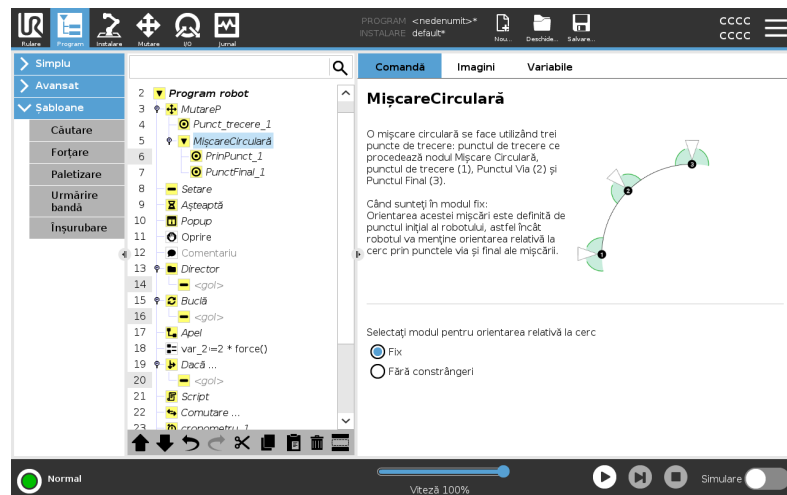 PROGRAM <nedenumit>*
INSTALARE default*
Rulare
Program
Instalare
Mutare
I/O
Jurnal
Nou...
Deschide...
Salvare...
CCCC
CCCC
Simplu
Avansat
Șabloane
Căutare
Forțare
Paletizare
Urmărire
bandă
Înșurubare
2 Program robot
3 MutareP
4 Punct_trecere_1
5 MișcareCirculară
6 PrinPunct_1
7 PunctFinal_1
8 Setare
9 Așteaptă
10 Popup
11 Oprire
12 Comentariu
13 Director
14 <gol>
15 Buclă
16 <gol>
17 Apel
18 var_2:=2 * force()
19 Dacă ...
20 <gol>
21 Script
22 Comutare ...
23 cronometru_1
Comandă
Imagini
Variabile
MișcareCirculară
O mișcare circulară se face utilizând trei
puncte de trecere: punctul de trecere ce
procedează nodul Mișcare Circulară,
punctul de trecere (1), Punctul Via (2) și
Punctul Final (3).
Când sunteți în modul fix:
Orientarea acestei mișcări este definită de
punctul inițial al robotului, astfel încât
robotul va menține orientarea relativă la
cerc prin punctele via și final ale mișcării.
1
2
3
Selectați modul pentru orientarea relativă la cerc
Fix
Fără constrângeri
Normal
Viteză 100%
Simulare